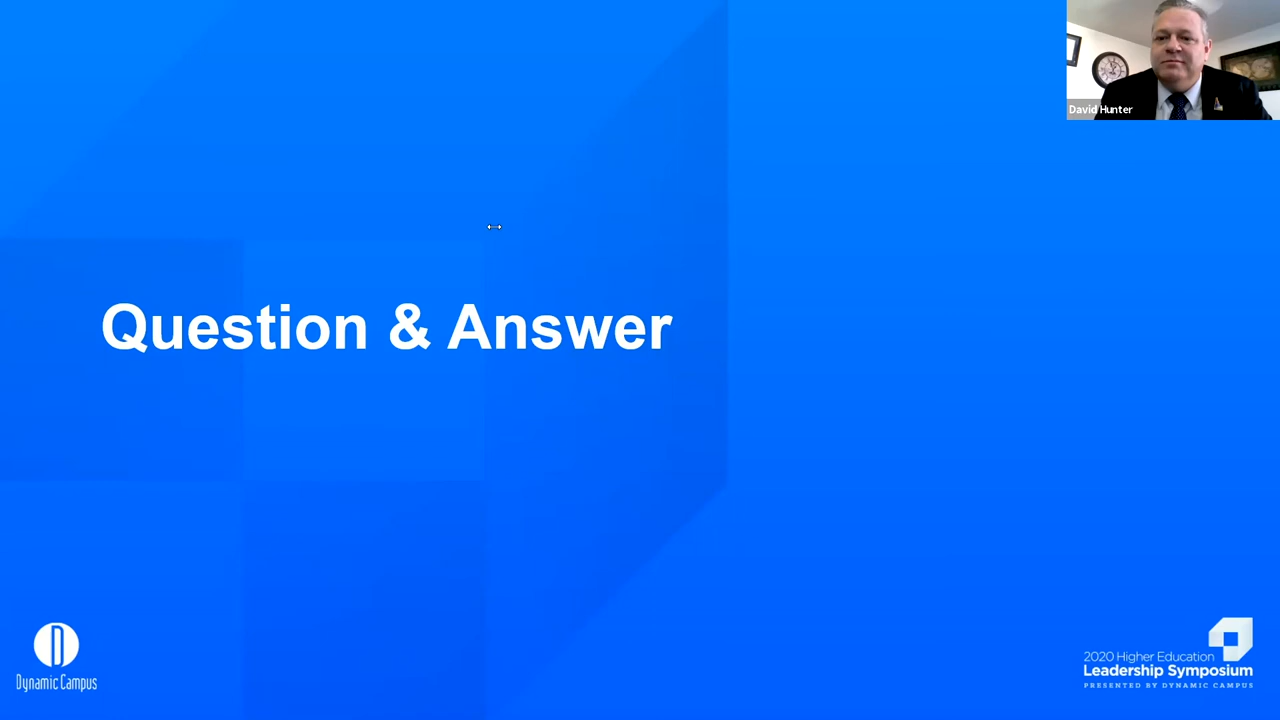 David Hunter
Question & Answer
Dynamic Campus
2020 Higher Education
Leadership Symposium
PRESENTED BY DYNAMIC CAMPUS